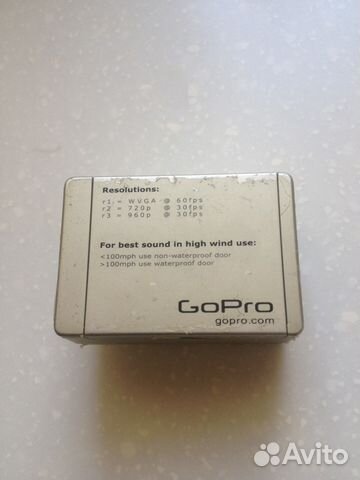 Resolutions:
r1 = WVGA @ 60fps
r2 = 720p @ 30fps
r3 = 960p @ 30fps
For best sound in high wind use:
<100mph use non-waterproof door
>100mph use waterproof door
GoPro
gopro.com
Avito